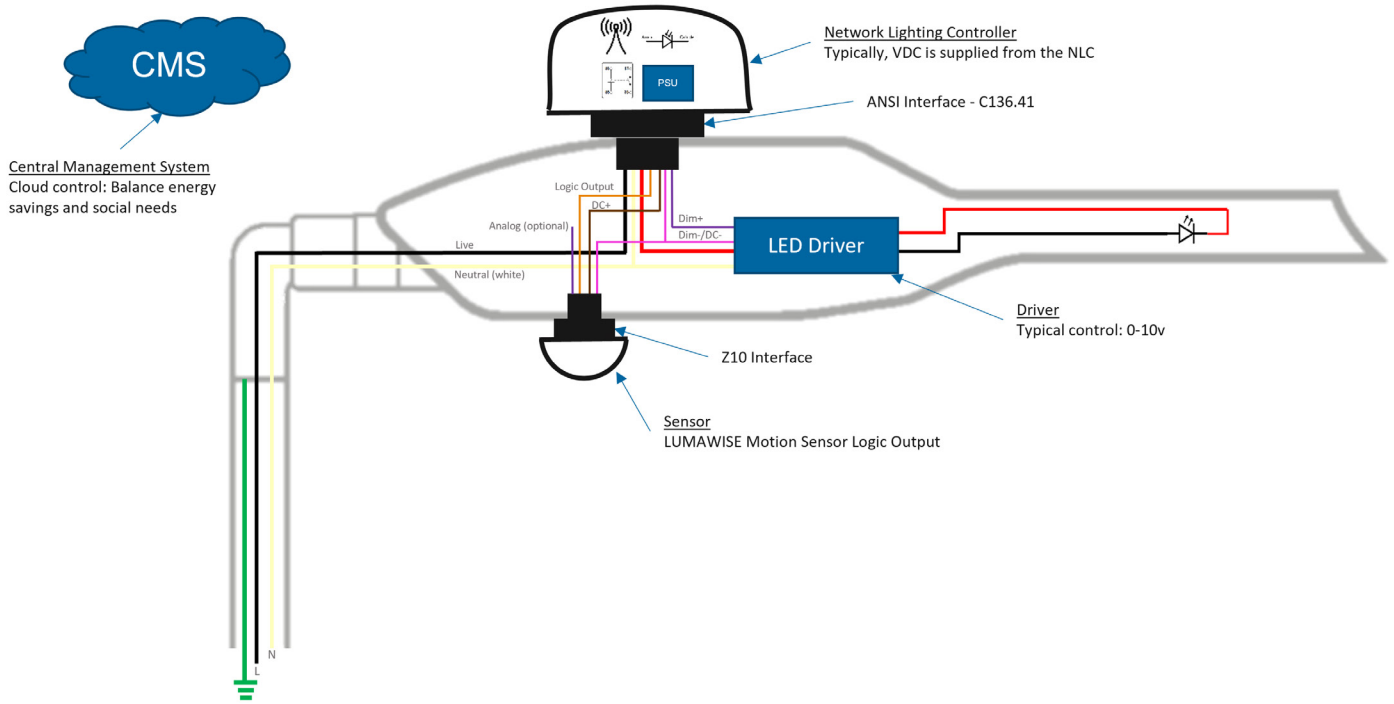 CMS
Central Management System
Cloud control: Balance energy
savings and social needs
PSU
Network Lighting Controller
Typically, VDC is supplied from the NLC
ANSI Interface - C136.41
Logic Output
DC+
Analog (optional)
Dim+
Dim-/DC-
Live
Neutral (white)
LED Driver
Driver
Typical control: 0-10v
Z10 Interface
Sensor
LUMAWISE Motion Sensor Logic Output
N
L